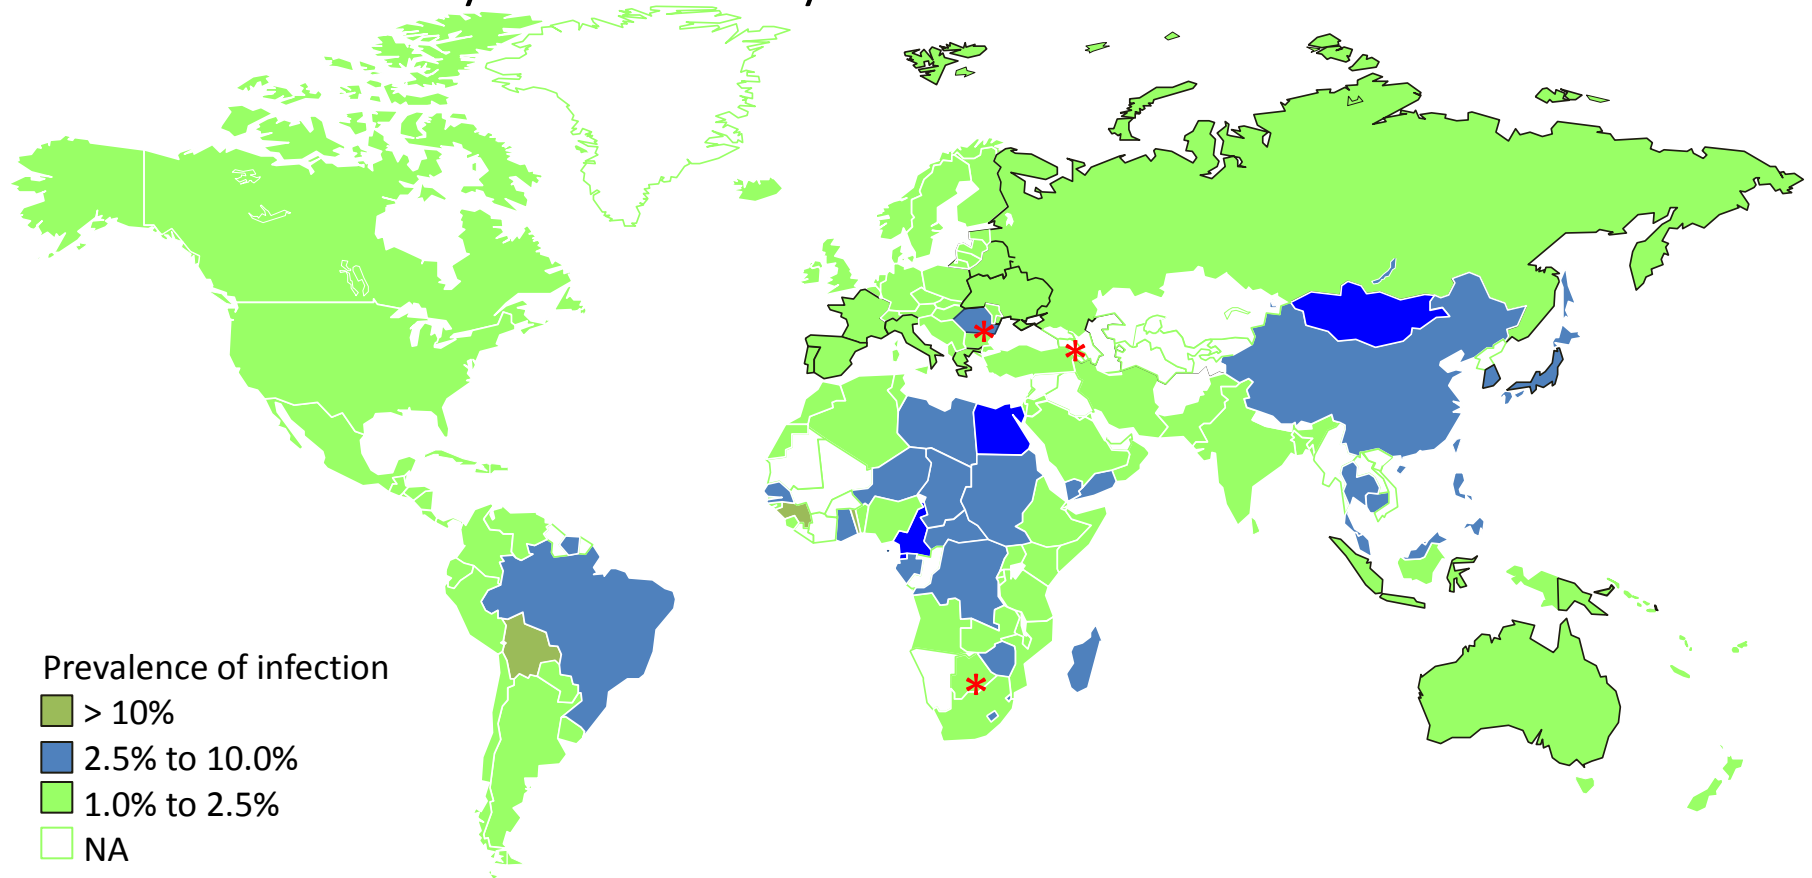 Prevalence of infection
> 10%
2.5% to 10.0%
1.0% to 2.5%
NA